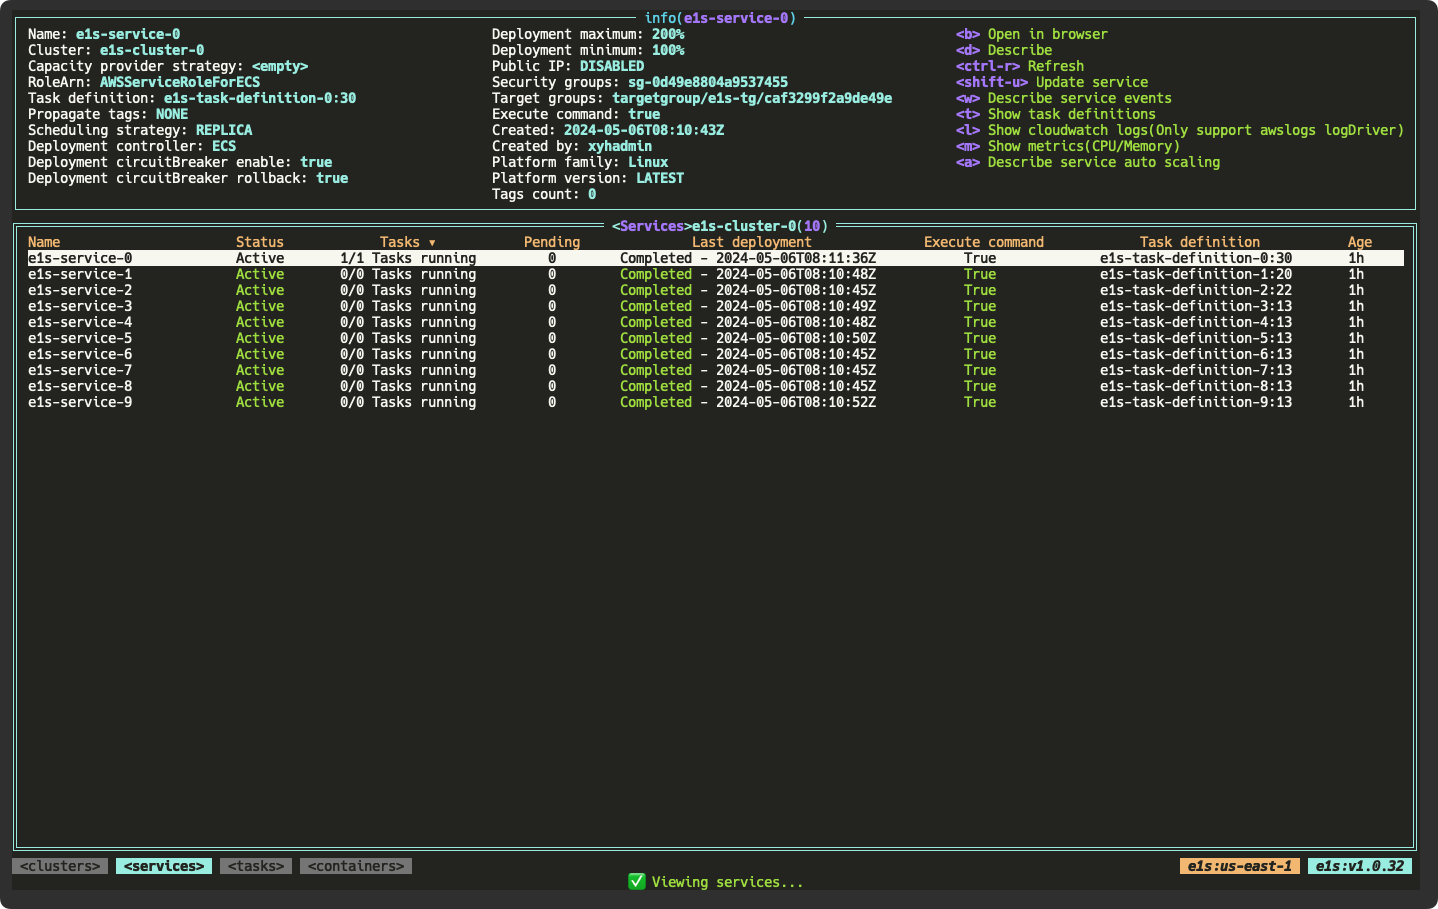 info(e1s-service-0)
Name: e1s-service-0 Deployment maximum: 200% <b> Open in browser
Cluster: e1s-cluster-0 Deployment minimum: 100% <d> Describe
Capacity provider strategy: <empty> Public IP: DISABLED <ctrl-r> Refresh
RoleArn: AWSServiceRoleForECS Security groups: sg-0d49e8804a9537455 <shift-u> Update service
Task definition: e1s-task-definition-0:30 Target groups: targetgroup/e1s-tg/caf3299f2a9de49e <w> Describe service events
Propagate tags: NONE Execute command: true <t> Show task definitions
Scheduling strategy: REPLICA Created: 2024-05-06T08:10:43Z <l> Show cloudwatch logs(Only support awslogs logDriver)
Deployment controller: ECS Created by: xyhadmin <m> Show metrics(CPU/Memory)
Deployment circuitBreaker enable: true Platform family: Linux <a> Describe service auto scaling
Deployment circuitBreaker rollback: true Platform version: LATEST
Tags count: 0
<Services>e1s-cluster-0(10)
Name Status Tasks ▼ Pending Last deployment Execute command Task definition Age
e1s-service-0 Active 1/1 Tasks running 0 Completed - 2024-05-06T08:11:36Z True e1s-task-definition-0:30 1h
e1s-service-1 Active 0/0 Tasks running 0 Completed - 2024-05-06T08:10:48Z True e1s-task-definition-1:20 1h
e1s-service-2 Active 0/0 Tasks running 0 Completed - 2024-05-06T08:10:45Z True e1s-task-definition-2:22 1h
e1s-service-3 Active 0/0 Tasks running 0 Completed - 2024-05-06T08:10:49Z True e1s-task-definition-3:13 1h
e1s-service-4 Active 0/0 Tasks running 0 Completed - 2024-05-06T08:10:48Z True e1s-task-definition-4:13 1h
e1s-service-5 Active 0/0 Tasks running 0 Completed - 2024-05-06T08:10:50Z True e1s-task-definition-5:13 1h
e1s-service-6 Active 0/0 Tasks running 0 Completed - 2024-05-06T08:10:45Z True e1s-task-definition-6:13 1h
e1s-service-7 Active 0/0 Tasks running 0 Completed - 2024-05-06T08:10:45Z True e1s-task-definition-7:13 1h
e1s-service-8 Active 0/0 Tasks running 0 Completed - 2024-05-06T08:10:45Z True e1s-task-definition-8:13 1h
e1s-service-9 Active 0/0 Tasks running 0 Completed - 2024-05-06T08:10:52Z True e1s-task-definition-9:13 1h
<clusters> <services> <tasks> <containers> e1s:us-east-1 e1s:v1.0.32
✅ Viewing services...